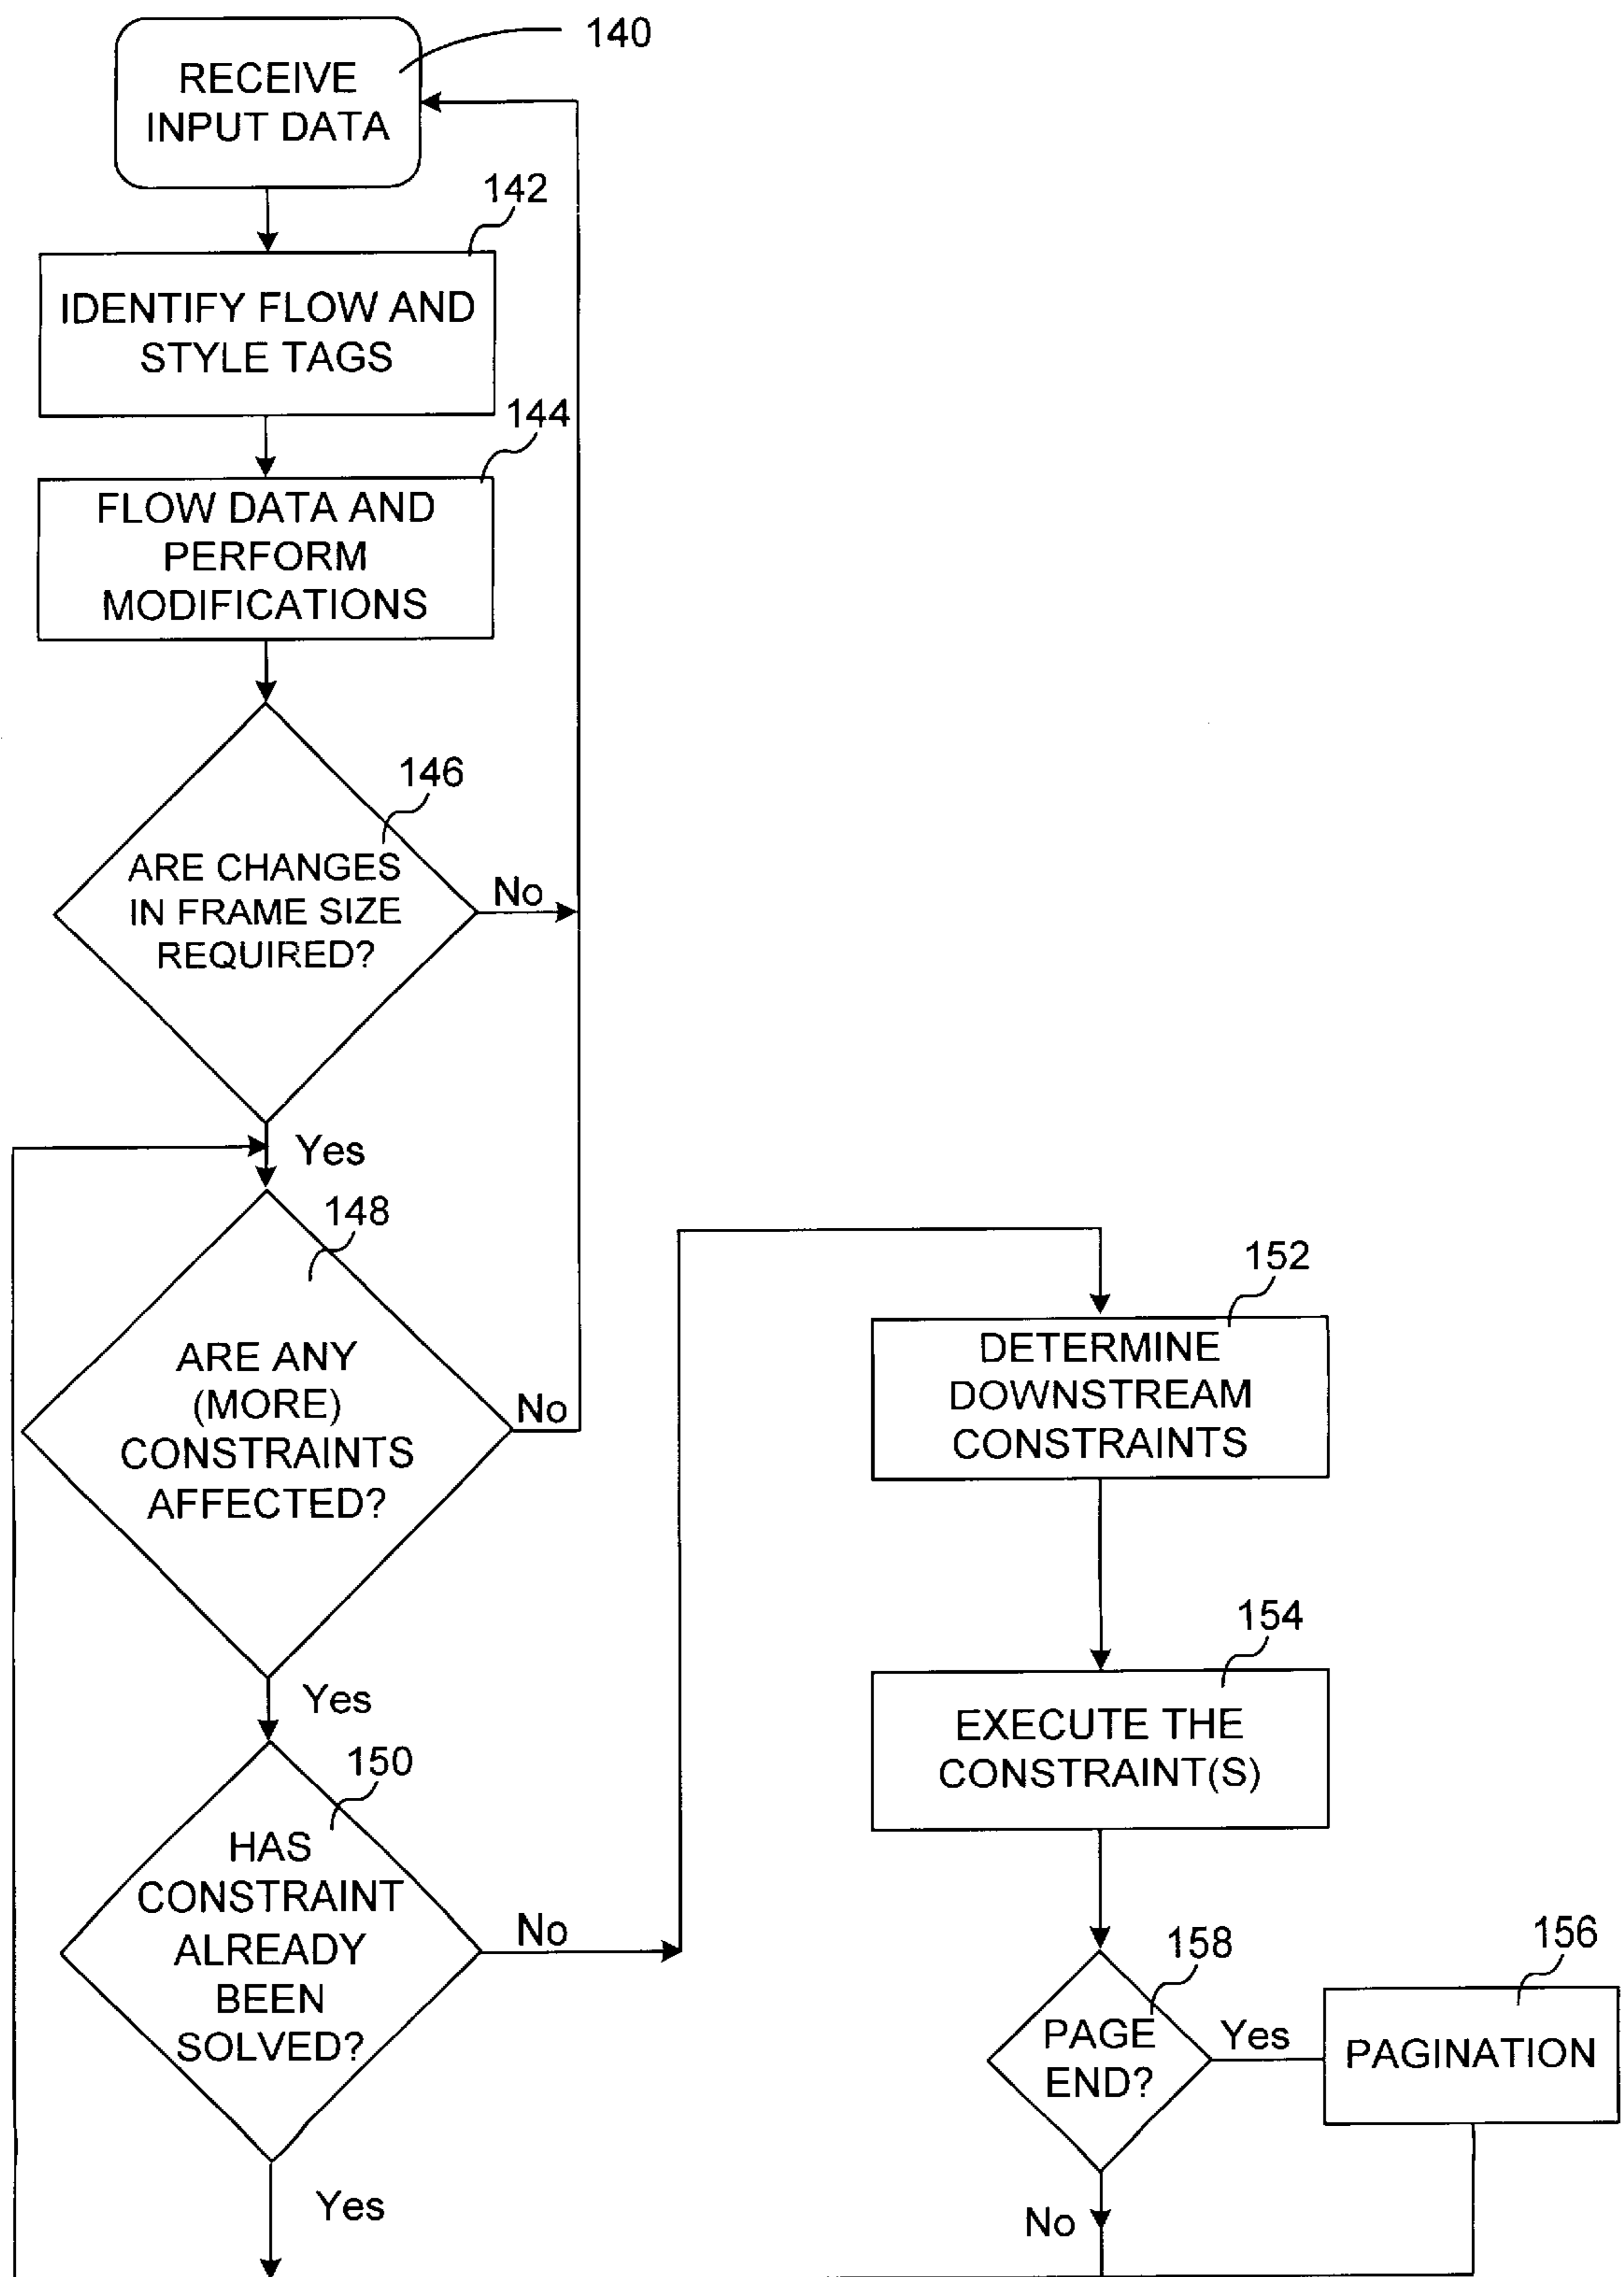 140
RECEIVE
INPUT DATA
142
IDENTIFY FLOW AND
STYLE TAGS
144
FLOW DATA AND
PERFORM
MODIFICATIONS
146
ARE CHANGES
IN FRAME SIZE
REQUIRED?
No
Yes
148
ARE ANY
(MORE)
CONSTRAINTS
AFFECTED?
No
Yes
150
HAS
CONSTRAINT
ALREADY
BEEN
SOLVED?
No
Yes
152
DETERMINE
DOWNSTREAM
CONSTRAINTS
154
EXECUTE THE
CONSTRAINT(S)
158
PAGE
END?
Yes
No
156
PAGINATION